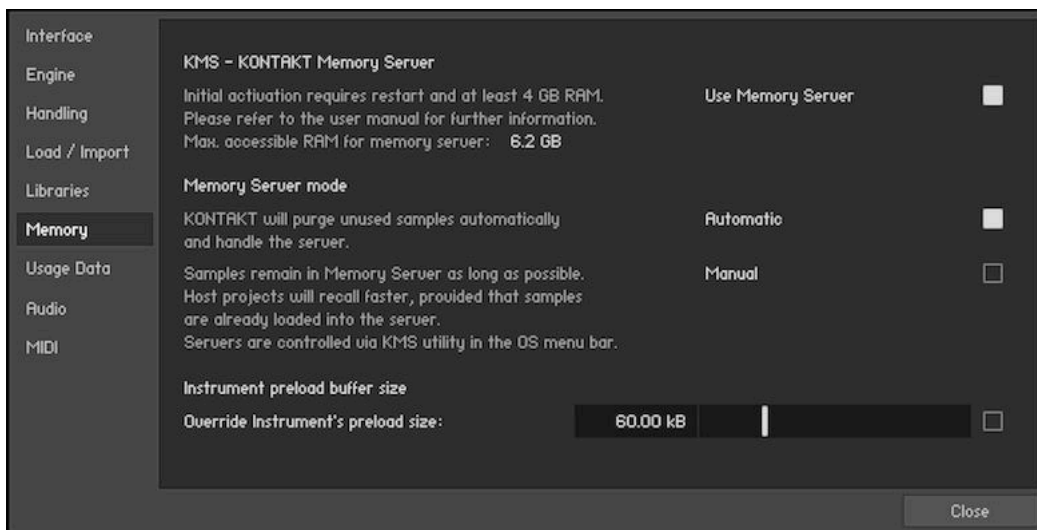 Interface
Engine
Handling
Load / Import
Libraries
Memory
Usage Data
Audio
MIDI
KMS - KONTAKT Memory Server
Initial activation requires restart and at least 4 GB RAM.
Please refer to the user manual for further information.
Max. accessible RAM for memory server: 6.2 GB
Use Memory Server
Memory Server mode
KONTAKT will purge unused samples automatically
and handle the server.
Automatic
Samples remain in Memory Server as long as possible.
Host projects will recall faster, provided that samples
are already loaded into the server.
Servers are controlled via KMS utility in the OS menu bar.
Manual
Instrument preload buffer size
Override Instrument's preload size: 60.00 kB
Close